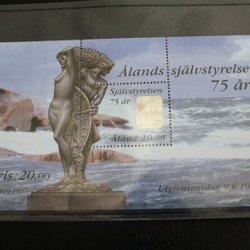 Ålands självstyrelse
75 år
Självstyrelsen
75 år
Åland 20,00
Pris: 20,00
Utgivningsdag 9.6.1997